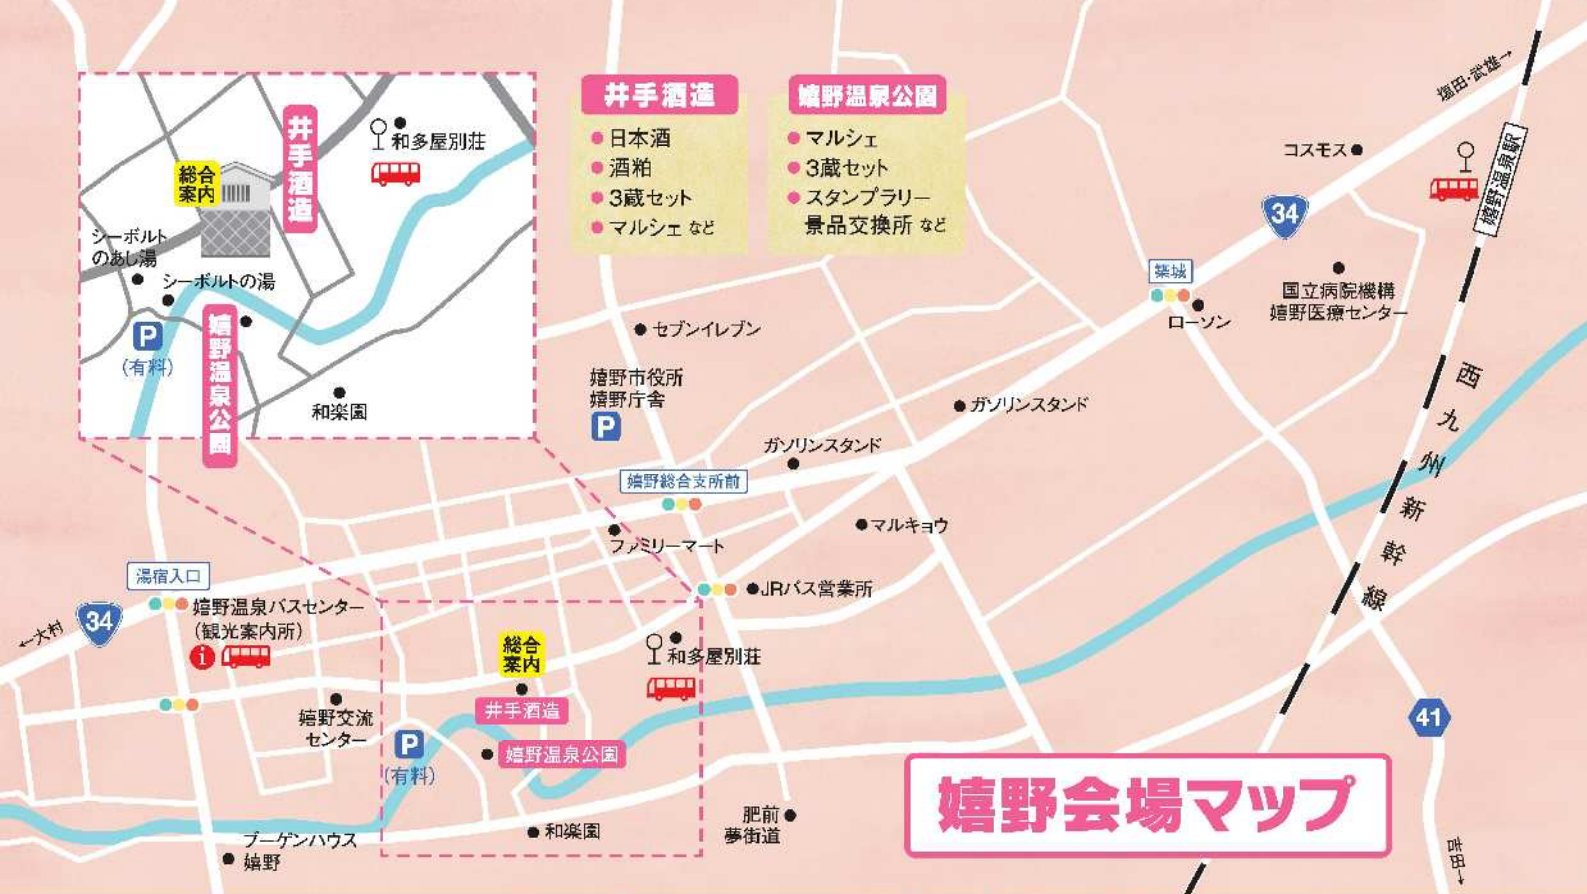 井手酒造
日本酒
酒粕
3蔵セット
マルシェ など
嬉野温泉公園
マルシェ
3蔵セット
スタンプラリー
景品交換所 など
井手酒造
和多屋別荘
総合
案内
シーボルト
のあし湯
シーボルトの湯
P
(有料)
嬉野温泉公園
和楽園
塩田・武雄→
コスモス
嬉野温泉駅
34
築城
ローソン
国立病院機構
嬉野医療センター
セブンイレブン
嬉野市役所
嬉野庁舎
P
ガソリンスタンド
ガソリンスタンド
西九州新幹線
嬉野総合支所前
ファミリーマート
マルキョウ
湯宿入口
JRバス営業所
34
←大村
嬉野温泉バスセンター
(観光案内所)
i
総合
案内
和多屋別荘
井手酒造
嬉野交流
センター
P
(有料)
嬉野温泉公園
41
嬉野会場マップ
肥前
夢街道
和楽園
ブーゲンハウス
嬉野
吉田→